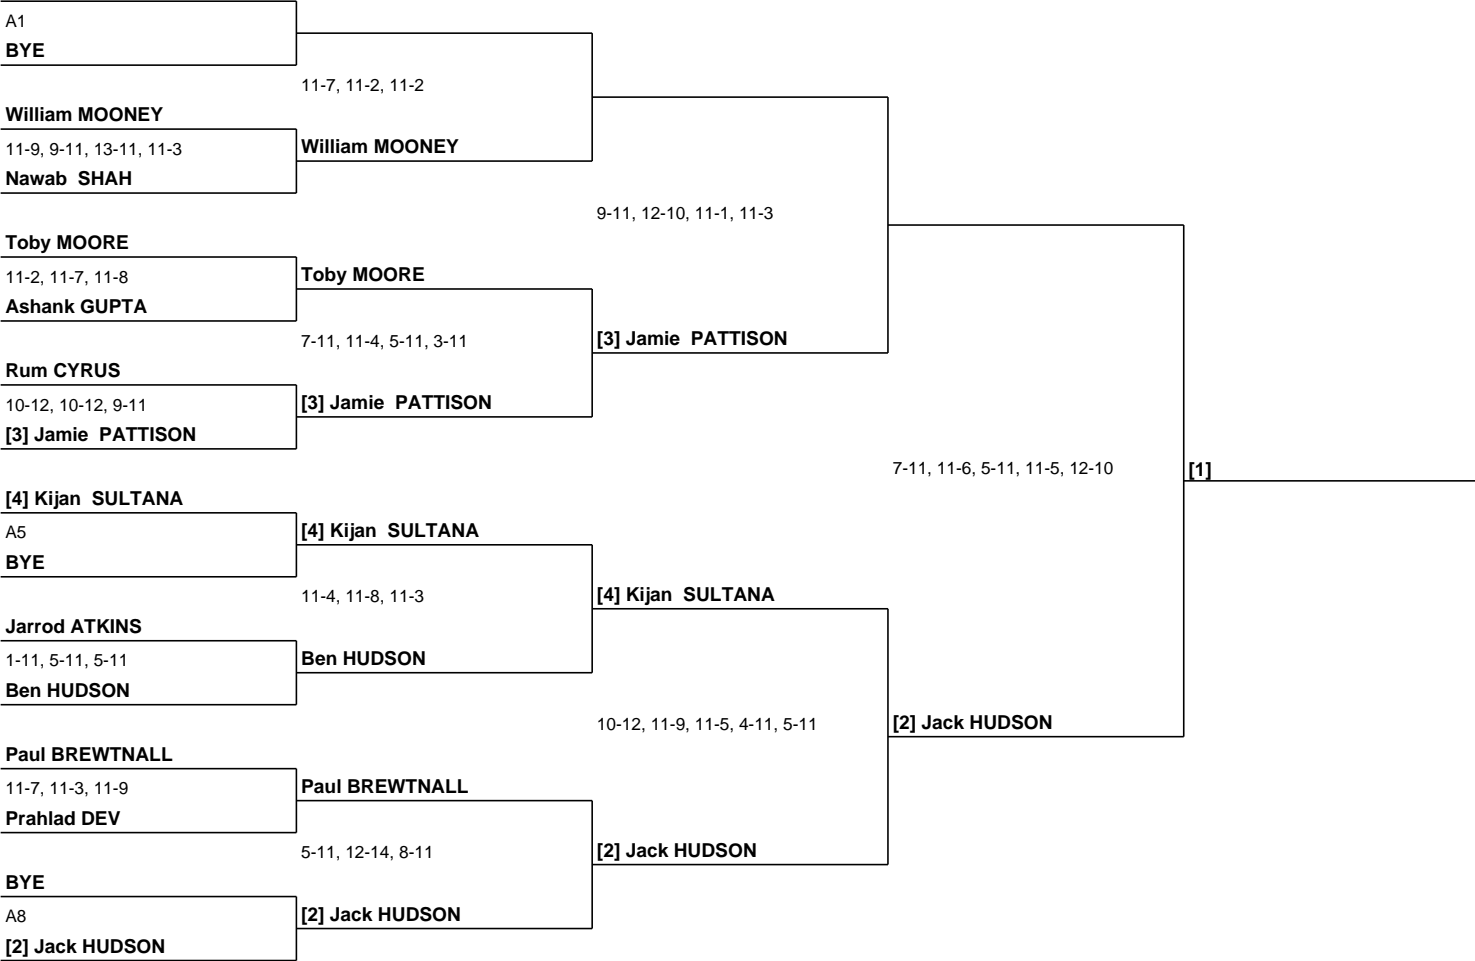 A1
BYE
11-7, 11-2, 11-2
William MOONEY
11-9, 9-11, 13-11, 11-3
William MOONEY
Nawab  SHAH
9-11, 12-10, 11-1, 11-3
Toby MOORE
11-2, 11-7, 11-8
Toby MOORE
Ashank GUPTA
7-11, 11-4, 5-11, 3-11
[3] Jamie  PATTISON
Rum CYRUS
10-12, 10-12, 9-11
[3] Jamie  PATTISON
[3] Jamie  PATTISON
7-11, 11-6, 5-11, 11-5, 12-10
[1]
[4] Kijan  SULTANA
A5
[4] Kijan  SULTANA
BYE
11-4, 11-8, 11-3
[4] Kijan  SULTANA
Jarrod ATKINS
1-11, 5-11, 5-11
Ben HUDSON
Ben HUDSON
10-12, 11-9, 11-5, 4-11, 5-11
[2] Jack HUDSON
Paul BREWTNALL
11-7, 11-3, 11-9
Paul BREWTNALL
Prahlad DEV
5-11, 12-14, 8-11
[2] Jack HUDSON
BYE
A8
[2] Jack HUDSON
[2] Jack HUDSON